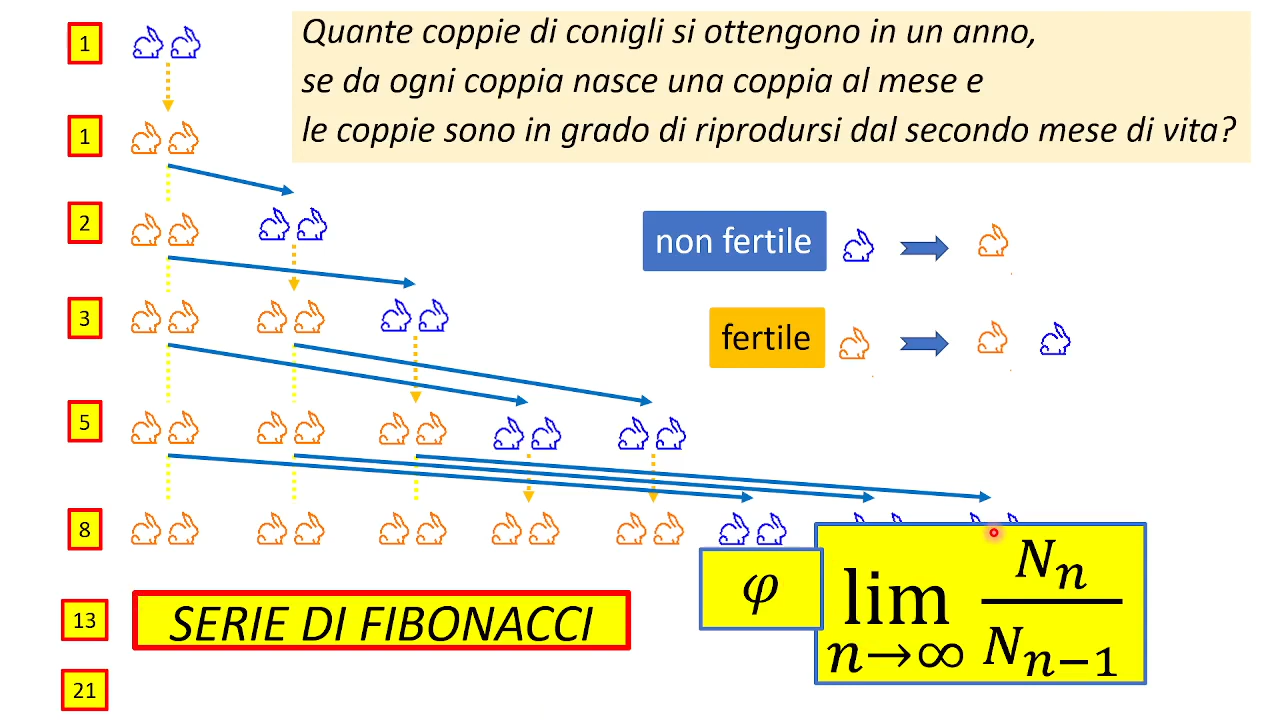 1
Quante coppie di conigli si ottengono in un anno,
se da ogni coppia nasce una coppia al mese e
le coppie sono in grado di riprodursi dal secondo mese di vita?
1
2
non fertile
3
fertile
5
8
φ
lim n→∞ Nₙ / Nₙ₋₁
13
SERIE DI FIBONACCI
21